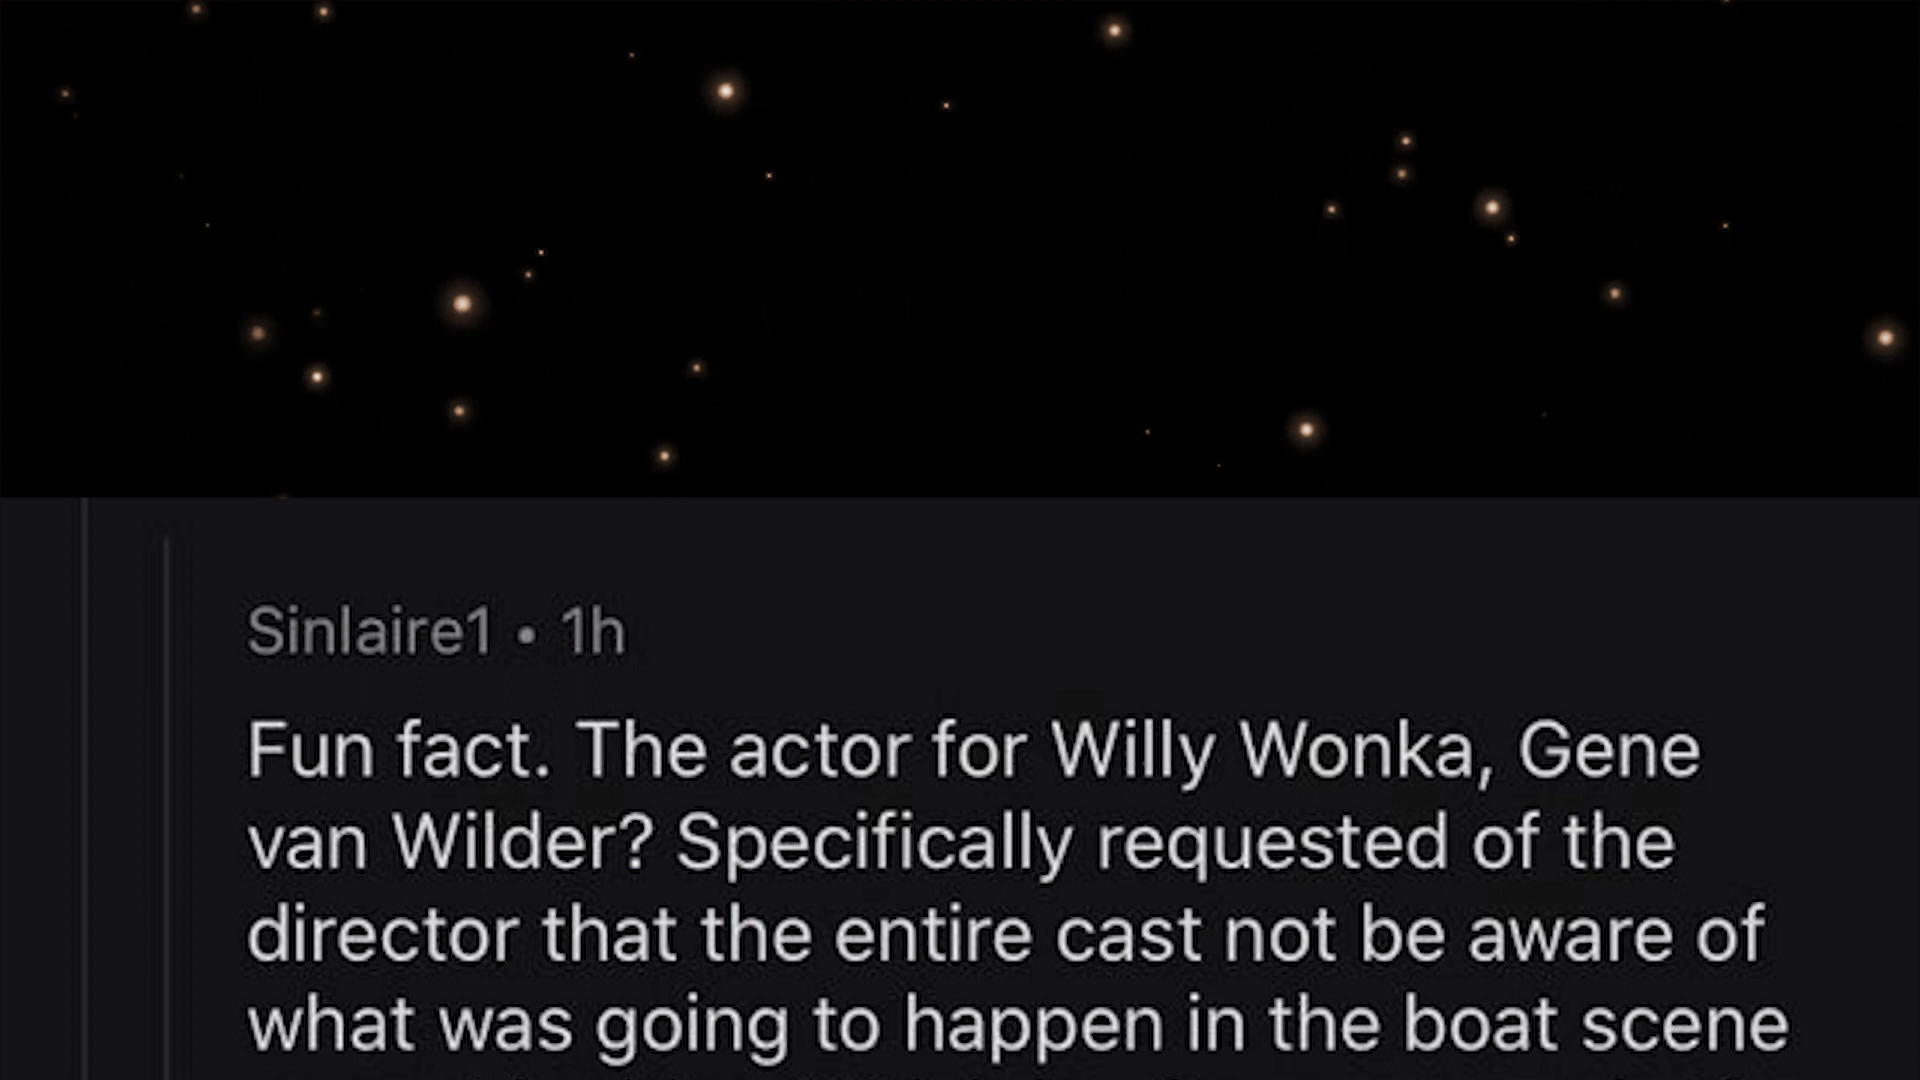 Sinlaire1 • 1h
Fun fact. The actor for Willy Wonka, Gene
van Wilder? Specifically requested of the
director that the entire cast not be aware of
what was going to happen in the boat scene